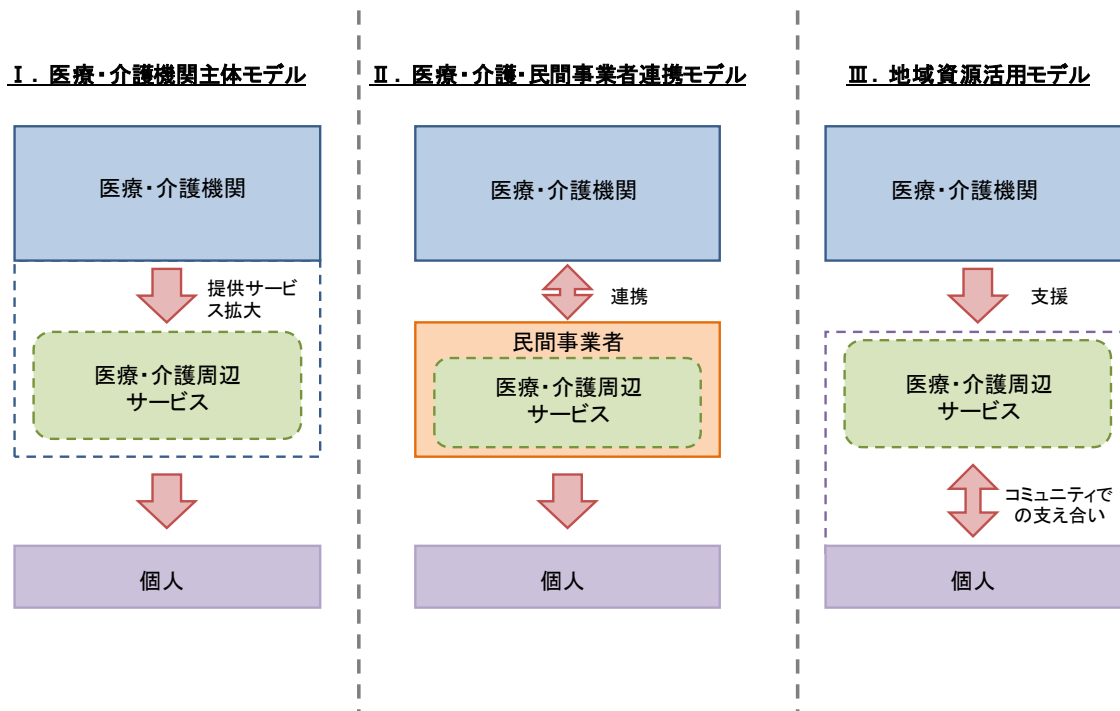 Ⅰ．医療・介護機関主体モデル
医療・介護機関
提供サービ
ス拡大
医療・介護周辺
サービス
個人
Ⅱ．医療・介護・民間事業者連携モデル
医療・介護機関
連携
民間事業者
医療・介護周辺
サービス
個人
Ⅲ．地域資源活用モデル
医療・介護機関
支援
医療・介護周辺
サービス
コミュニティで
の支え合い
個人